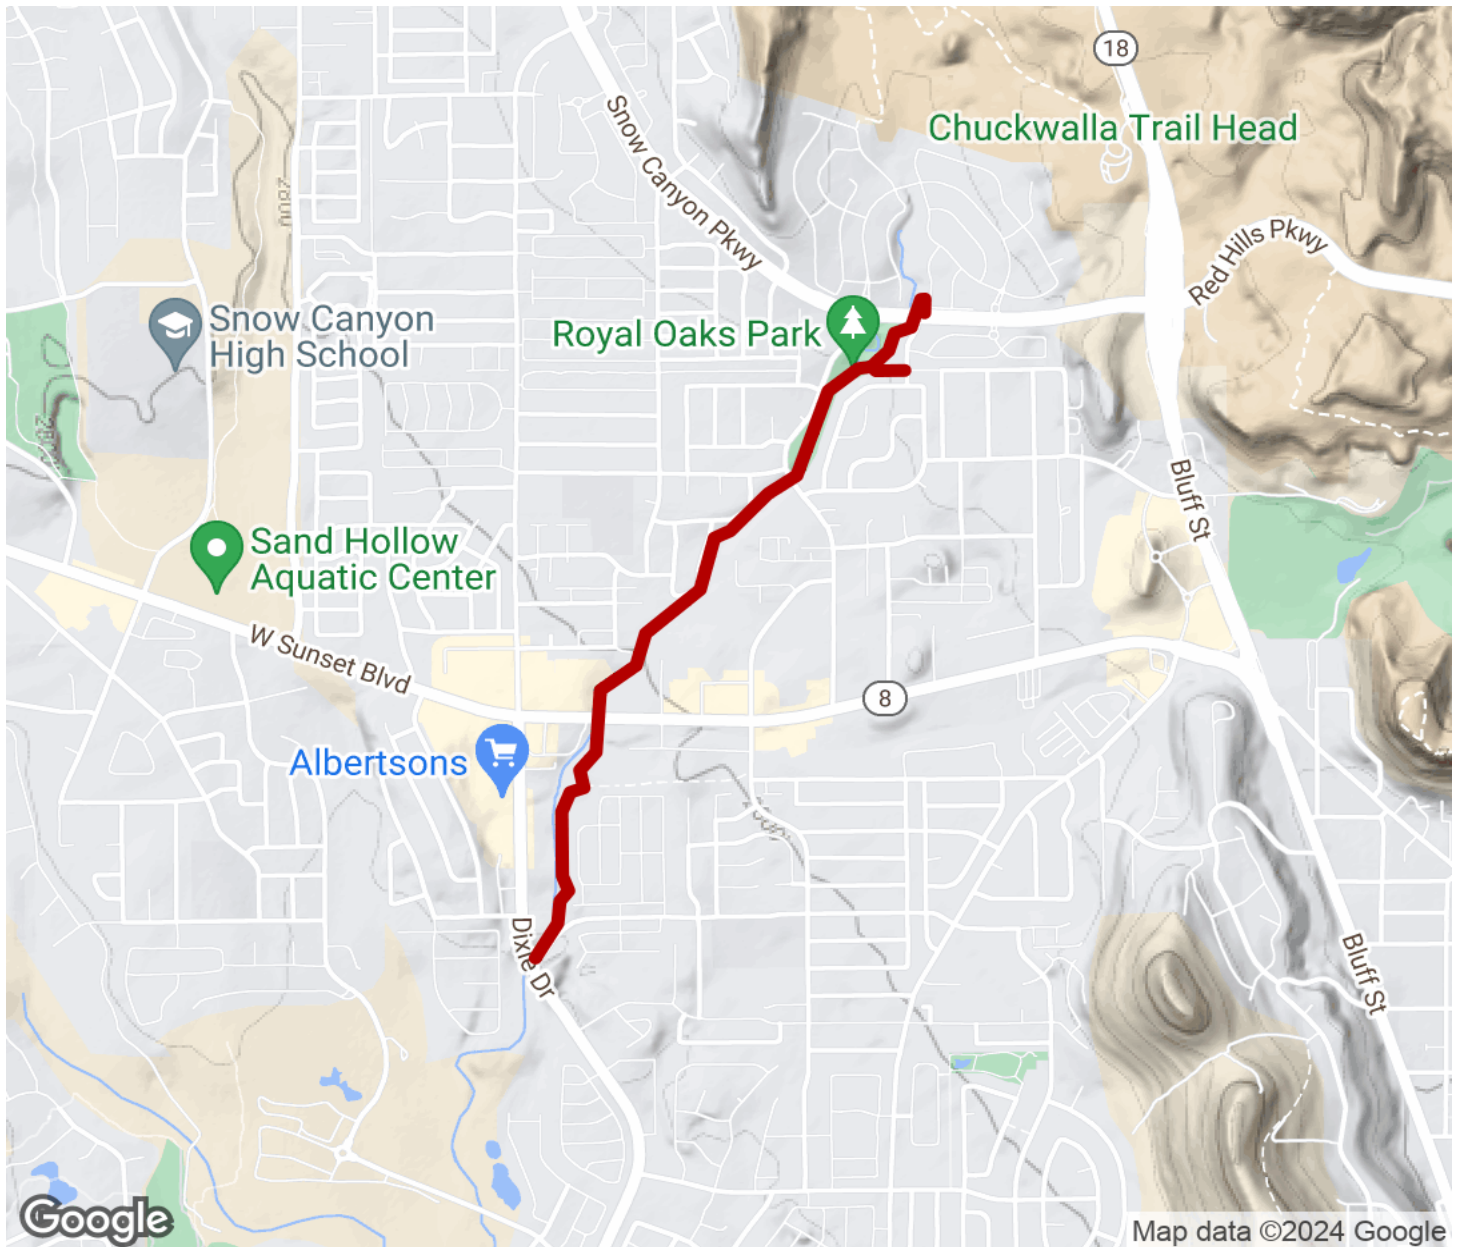 18
Chuckwalla Trail Head
Snow Canyon Pkwy
Red Hills Pkwy
2800
Snow Canyon
High School
Royal Oaks Park
Bluff St
Sand Hollow
Aquatic Center
W Sunset Blvd
8
Albertsons
Dixie Dr
Bluff St
Google
Map data ©2024 Google